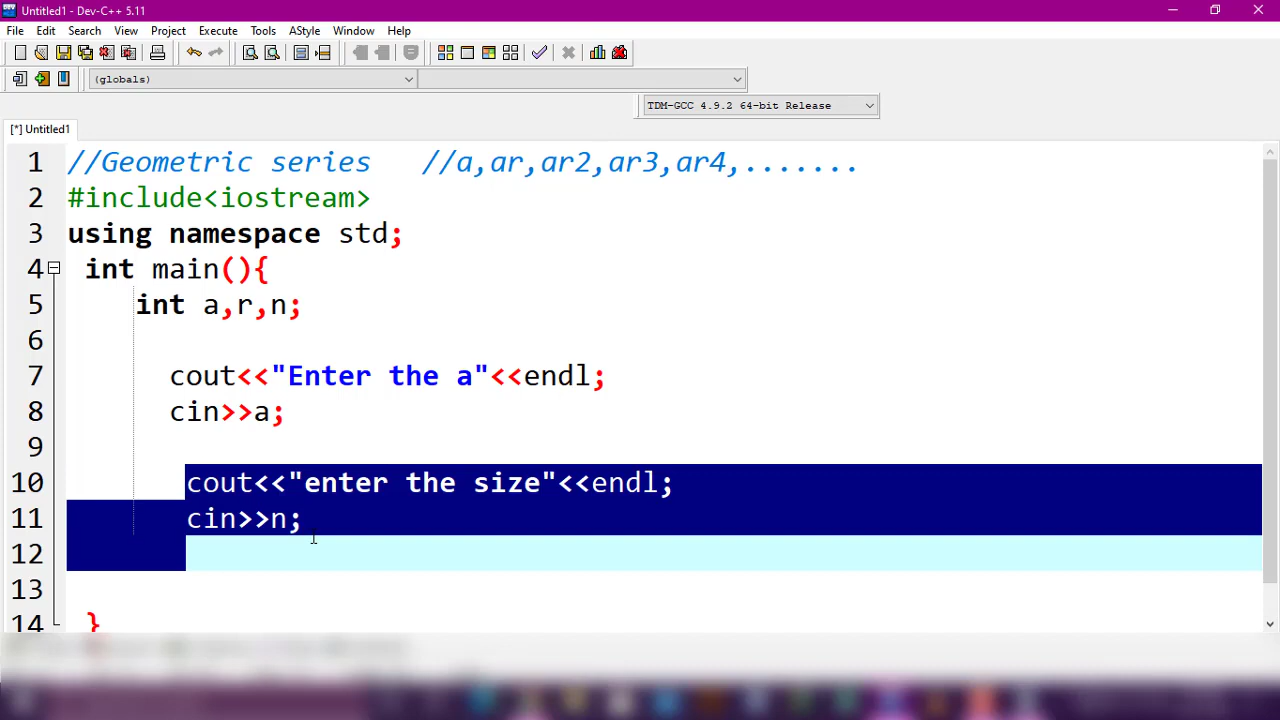 Untitled1 - Dev-C++ 5.11
File Edit Search View Project Execute Tools AStyle Window Help
(globals)
TDM-GCC 4.9.2 64-bit Release
[*] Untitled1
1 //Geometric series //a,ar,ar2,ar3,ar4,.......
2 #include<iostream>
3 using namespace std;
4 int main(){
5 int a,r,n;
6
7 cout<<"Enter the a"<<endl;
8 cin>>a;
9
10 cout<<"enter the size"<<endl;
11 cin>>n;
12
13
14 }